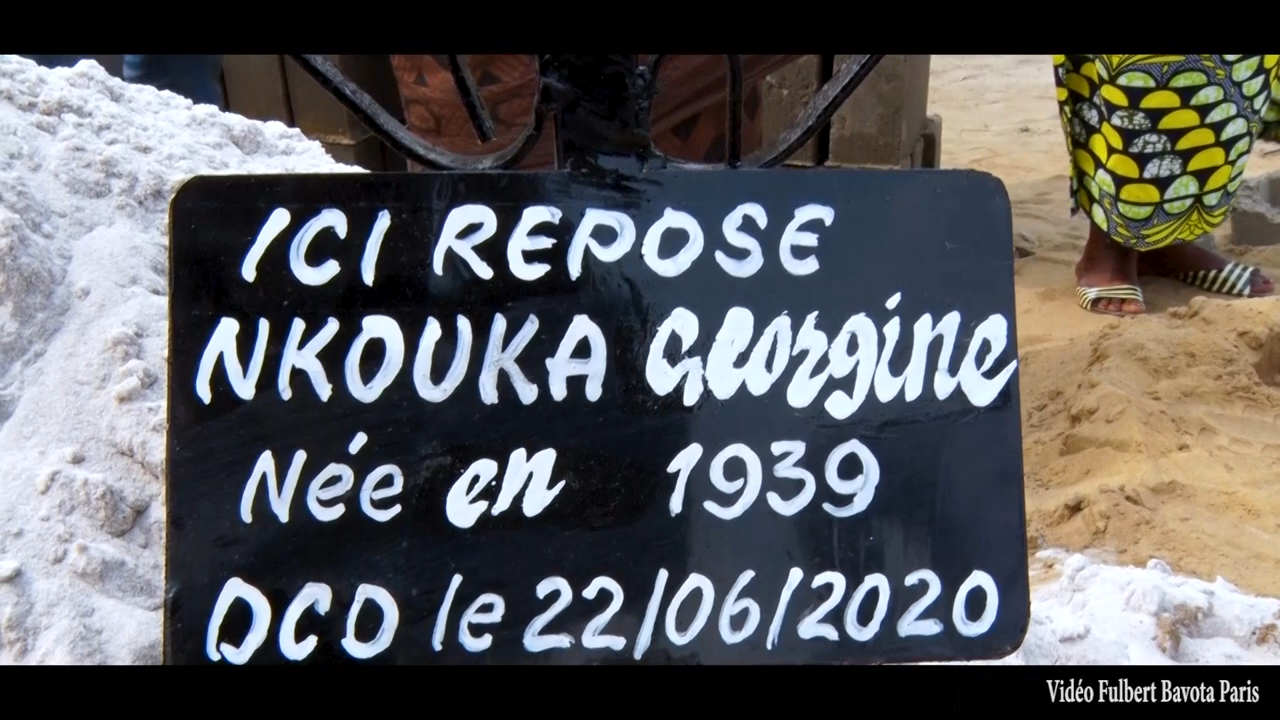 ICI REPOSE
NKOUKA Georgine
Née en 1939
DCD le 22/06/2020
Vidéo Fulbert Bavota Paris